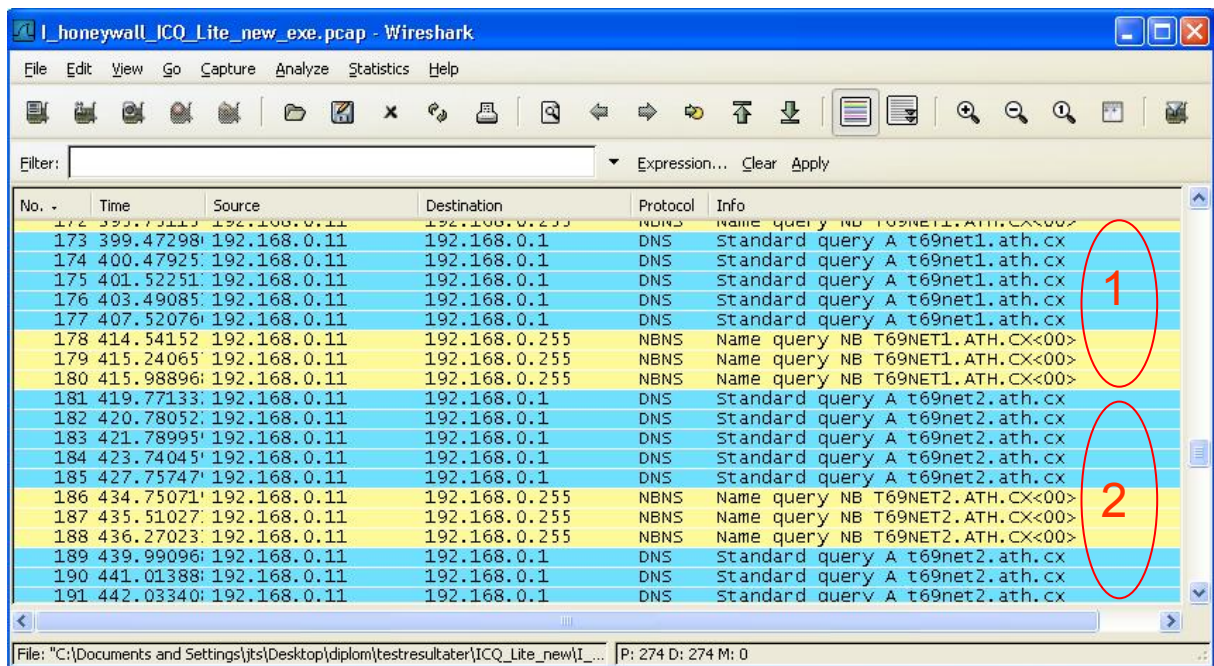 I_honeywall_ICQ_Lite_new_exe.pcap - Wireshark
File Edit View Go Capture Analyze Statistics Help
Filter: Expression... Clear Apply
No. - Time Source Destination Protocol Info
172 192.168.0.11 192.168.0.255 NBNS Name query NB T69NET1.ATH.CX<00>
173 399.47298 192.168.0.11 192.168.0.1 DNS Standard query A t69net1.ath.cx
174 400.47925 192.168.0.11 192.168.0.1 DNS Standard query A t69net1.ath.cx
175 401.52251 192.168.0.11 192.168.0.1 DNS Standard query A t69net1.ath.cx
176 403.49085 192.168.0.11 192.168.0.1 DNS Standard query A t69net1.ath.cx
177 407.52076 192.168.0.11 192.168.0.1 DNS Standard query A t69net1.ath.cx
178 414.54152 192.168.0.11 192.168.0.255 NBNS Name query NB T69NET1.ATH.CX<00>
179 415.24065 192.168.0.11 192.168.0.255 NBNS Name query NB T69NET1.ATH.CX<00>
180 415.98896 192.168.0.11 192.168.0.255 NBNS Name query NB T69NET1.ATH.CX<00>
1
181 419.77133 192.168.0.11 192.168.0.1 DNS Standard query A t69net2.ath.cx
182 420.78052 192.168.0.11 192.168.0.1 DNS Standard query A t69net2.ath.cx
183 421.78995 192.168.0.11 192.168.0.1 DNS Standard query A t69net2.ath.cx
184 423.74045 192.168.0.11 192.168.0.1 DNS Standard query A t69net2.ath.cx
185 427.75747 192.168.0.11 192.168.0.1 DNS Standard query A t69net2.ath.cx
186 434.75071 192.168.0.11 192.168.0.255 NBNS Name query NB T69NET2.ATH.CX<00>
187 435.51027 192.168.0.11 192.168.0.255 NBNS Name query NB T69NET2.ATH.CX<00>
188 436.27023 192.168.0.11 192.168.0.255 NBNS Name query NB T69NET2.ATH.CX<00>
189 439.99096 192.168.0.11 192.168.0.1 DNS Standard query A t69net2.ath.cx
190 441.01388 192.168.0.11 192.168.0.1 DNS Standard query A t69net2.ath.cx
191 442.03340 192.168.0.11 192.168.0.1 DNS Standard query A t69net2.ath.cx
2
File: "C:\Documents and Settings\jts\Desktop\diplom\testresultater\ICQ_Lite_new\I_... P: 274 D: 274 M: 0